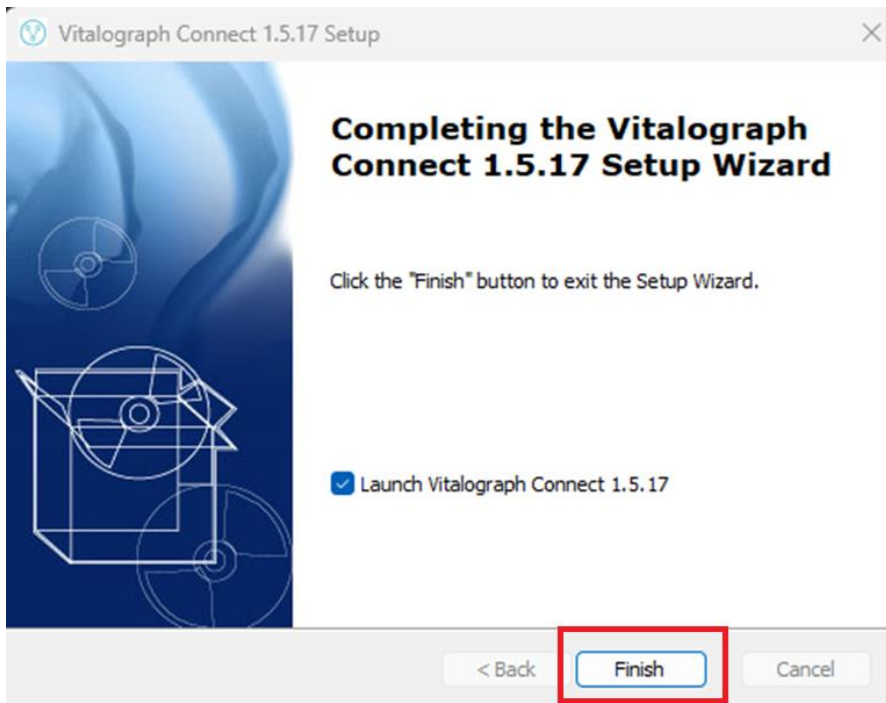 Vitalograph Connect 1.5.17 Setup
Completing the Vitalograph
Connect 1.5.17 Setup Wizard
Click the "Finish" button to exit the Setup Wizard.
Launch Vitalograph Connect 1.5.17
< Back Finish Cancel